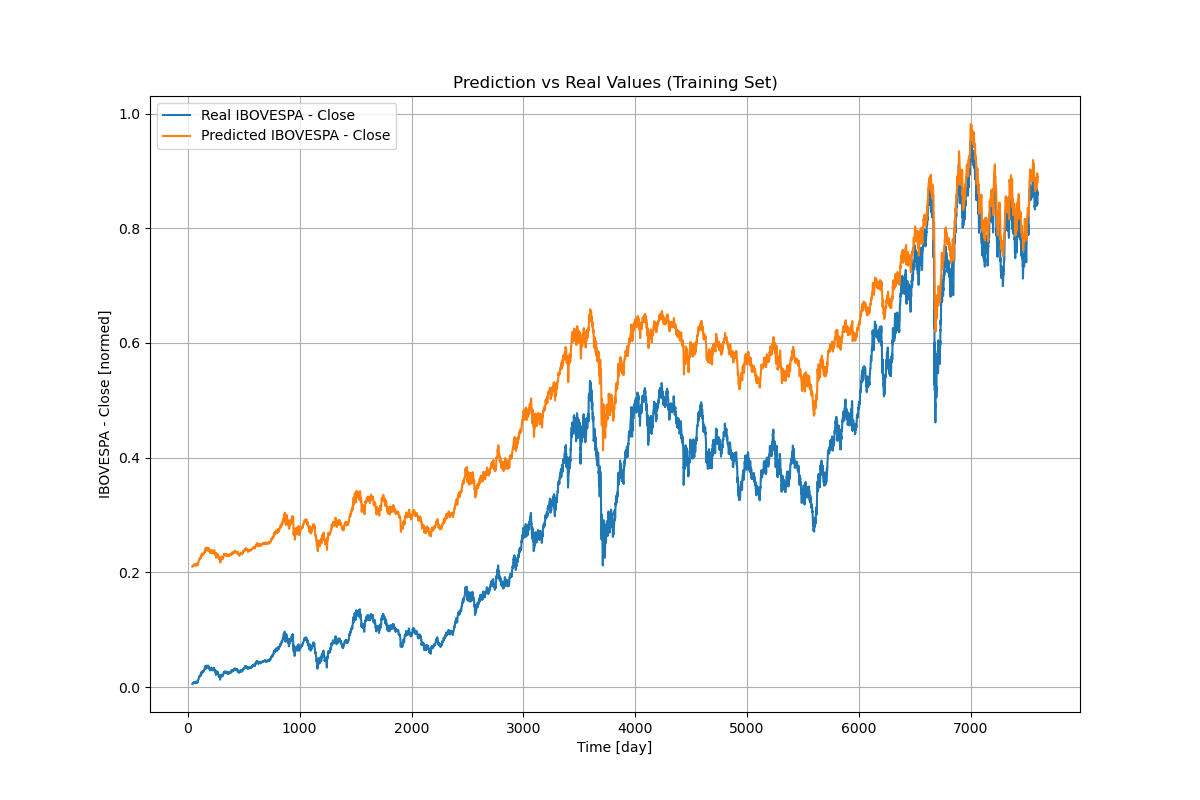 Prediction vs Real Values (Training Set)
Real IBOVESPA - Close
Predicted IBOVESPA - Close
IBOVESPA - Close [normed]
1.0
0.8
0.6
0.4
0.2
0.0
0 1000 2000 3000 4000 5000 6000 7000
Time [day]